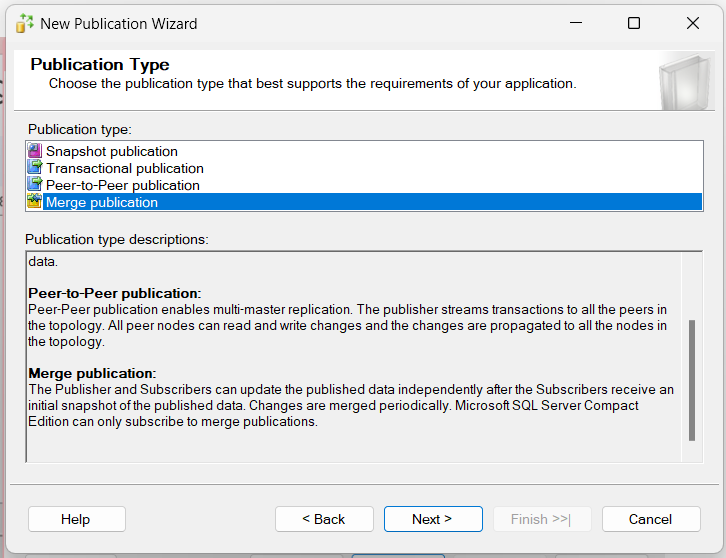 New Publication Wizard
Publication Type
Choose the publication type that best supports the requirements of your application.
Publication type:
Snapshot publication
Transactional publication
Peer-to-Peer publication
Merge publication
Publication type descriptions:
data.
Peer-to-Peer publication:
Peer-Peer publication enables multi-master replication. The publisher streams transactions to all the peers in
the topology. All peer nodes can read and write changes and the changes are propagated to all the nodes in
the topology.
Merge publication:
The Publisher and Subscribers can update the published data independently after the Subscribers receive an
initial snapshot of the published data. Changes are merged periodically. Microsoft SQL Server Compact
Edition can only subscribe to merge publications.
Help
< Back
Next >
Finish >>|
Cancel